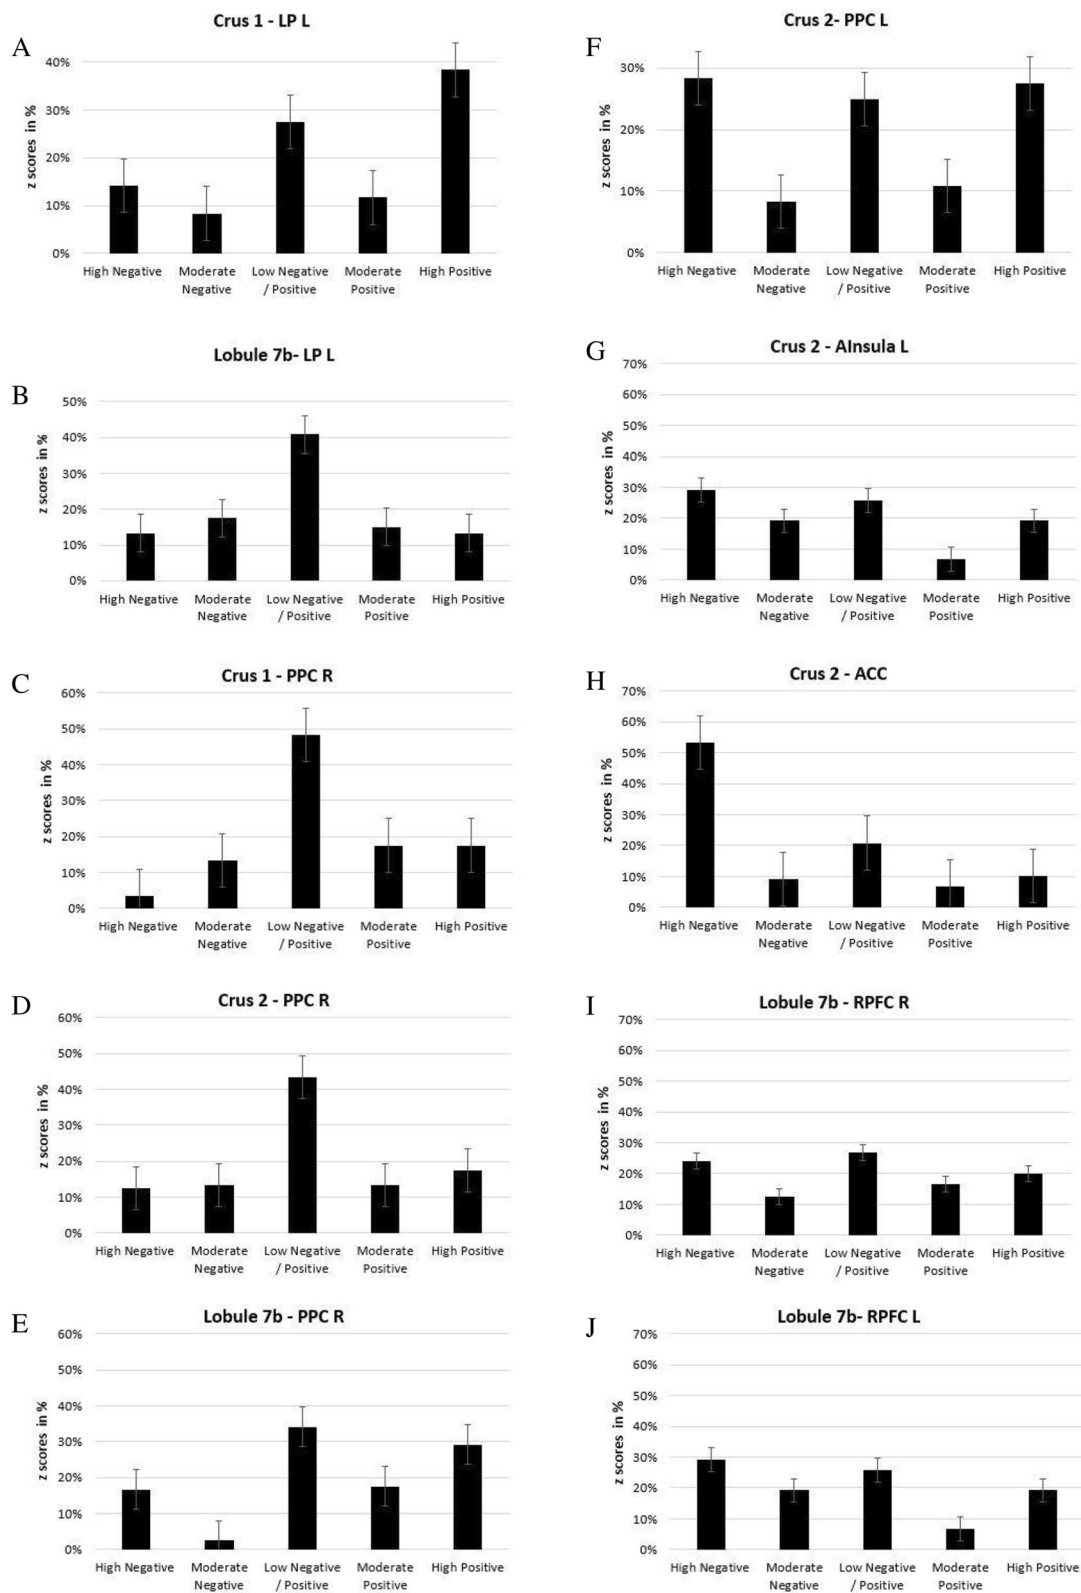 Crus 1 - LP L
A
z scores in %
40%
30%
20%
10%
0%
High Negative
Moderate
Negative
Low Negative
/ Positive
Moderate
Positive
High Positive
Lobule 7b- LP L
B
z scores in %
50%
40%
30%
20%
10%
0%
High Negative
Moderate
Negative
Low Negative
/ Positive
Moderate
Positive
High Positive
Crus 1 - PPC R
C
z scores in %
60%
50%
40%
30%
20%
10%
0%
High Negative
Moderate
Negative
Low Negative
/ Positive
Moderate
Positive
High Positive
Crus 2 - PPC R
D
z scores in %
60%
50%
40%
30%
20%
10%
0%
High Negative
Moderate
Negative
Low Negative
/ Positive
Moderate
Positive
High Positive
Lobule 7b - PPC R
E
z scores in %
60%
50%
40%
30%
20%
10%
0%
High Negative
Moderate
Negative
Low Negative
/ Positive
Moderate
Positive
High Positive
Crus 2- PPC L
F
z scores in %
30%
20%
10%
0%
High Negative
Moderate
Negative
Low Negative
/ Positive
Moderate
Positive
High Positive
Crus 2 - AInsula L
G
z scores in %
70%
60%
50%
40%
30%
20%
10%
0%
High Negative
Moderate
Negative
Low Negative
/ Positive
Moderate
Positive
High Positive
Crus 2 - ACC
H
z scores in %
70%
60%
50%
40%
30%
20%
10%
0%
High Negative
Moderate
Negative
Low Negative
/ Positive
Moderate
Positive
High Positive
Lobule 7b - RPFC R
I
z scores in %
70%
60%
50%
40%
30%
20%
10%
0%
High Negative
Moderate
Negative
Low Negative
/ Positive
Moderate
Positive
High Positive
Lobule 7b- RPFC L
J
z scores in %
70%
60%
50%
40%
30%
20%
10%
0%
High Negative
Moderate
Negative
Low Negative
/ Positive
Moderate
Positive
High Positive